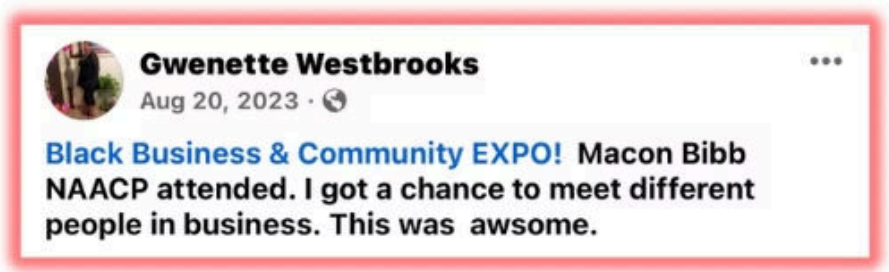 Gwenette Westbrooks
Aug 20, 2023 ·
Black Business & Community EXPO! Macon Bibb
NAACP attended. I got a chance to meet different
people in business. This was awsome.